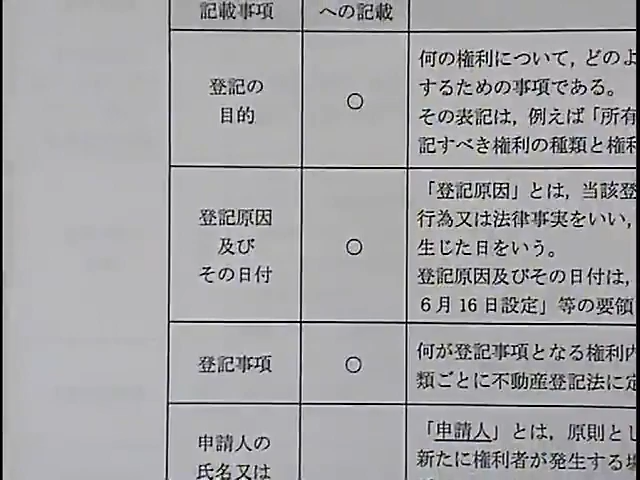 記載事項
への記載
登記の
目的
○
何の権利について，どのよ
するための事項である。
その表記は，例えば「所有
記すべき権利の種類と権利
登記原因
及び
その日付
○
「登記原因」とは，当該登
行為又は法律事実をいい，
生じた日をいう。
登記原因及びその日付は，
6月16日設定」等の要領
登記事項
○
何が登記事項となる権利内
類ごとに不動産登記法に定
申請人の
氏名又は
「申請人」とは，原則とし
新たに権利者が発生する場